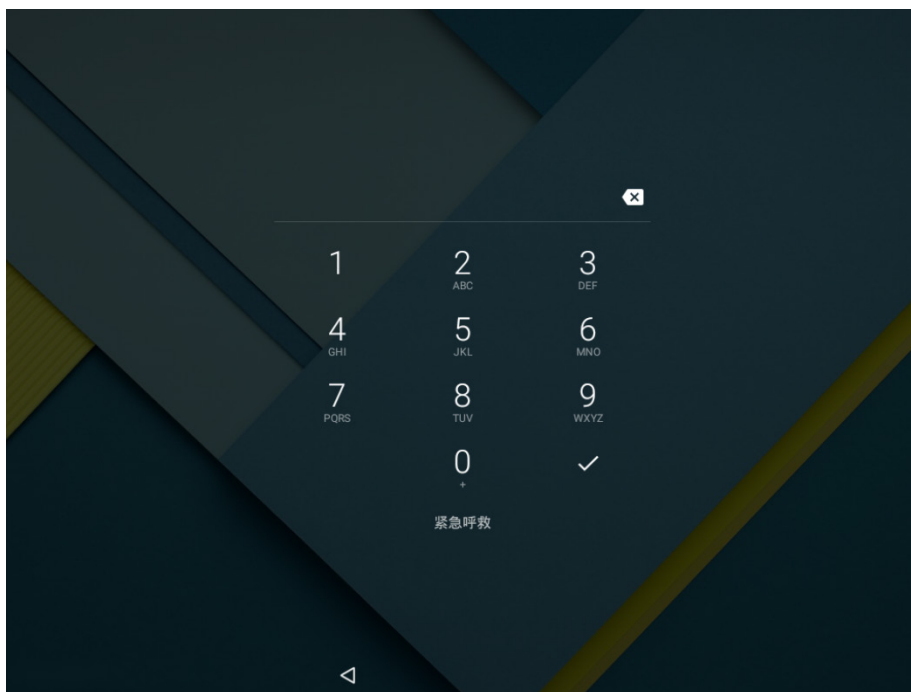 1 2 3
ABC DEF
4 5 6
GHI JKL MNO
7 8 9
PQRS TUV WXYZ
0
+
紧急呼救